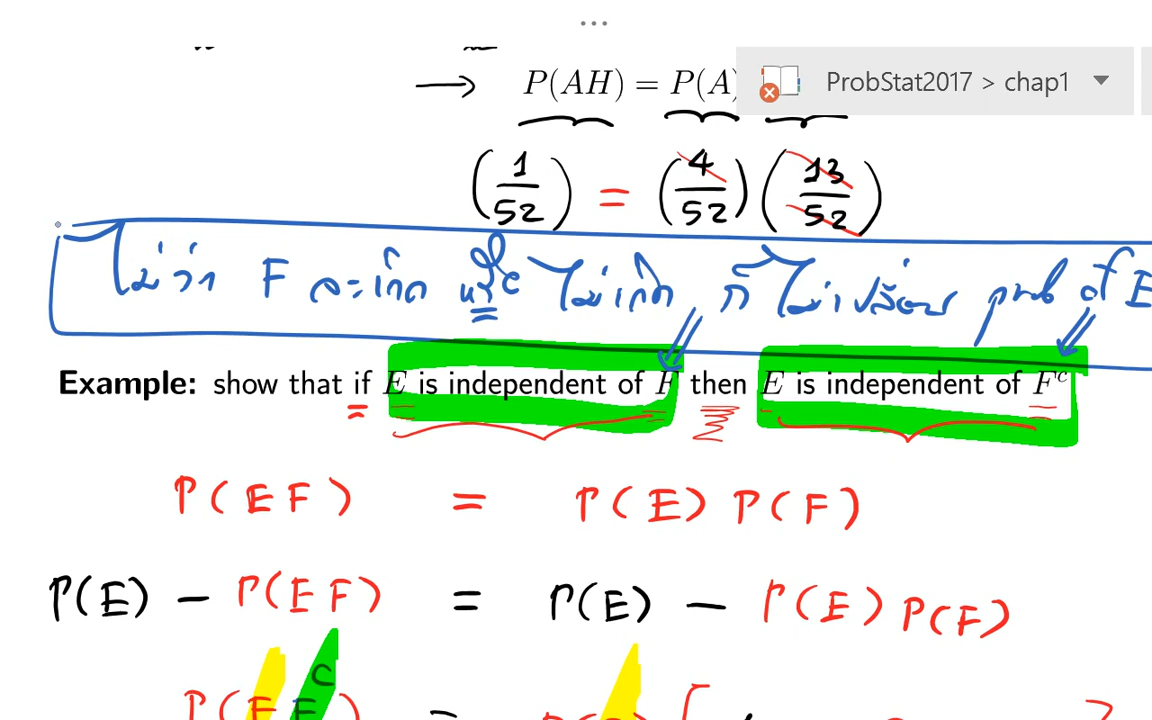 → P(AH) = P(A)
ProbStat2017 > chap1
(1/52) = (4/52) (13/52)
ไม่ว่า F จะเกิด หรือ ไม่เกิด ก็ ไม่เปลี่ยน prob of E
Example: show that if E is independent of F then E is independent of Fᶜ
P(EF) = P(E) P(F)
P(E) − P(EF) = P(E) − P(E) P(F)
P(EFᶜ) =